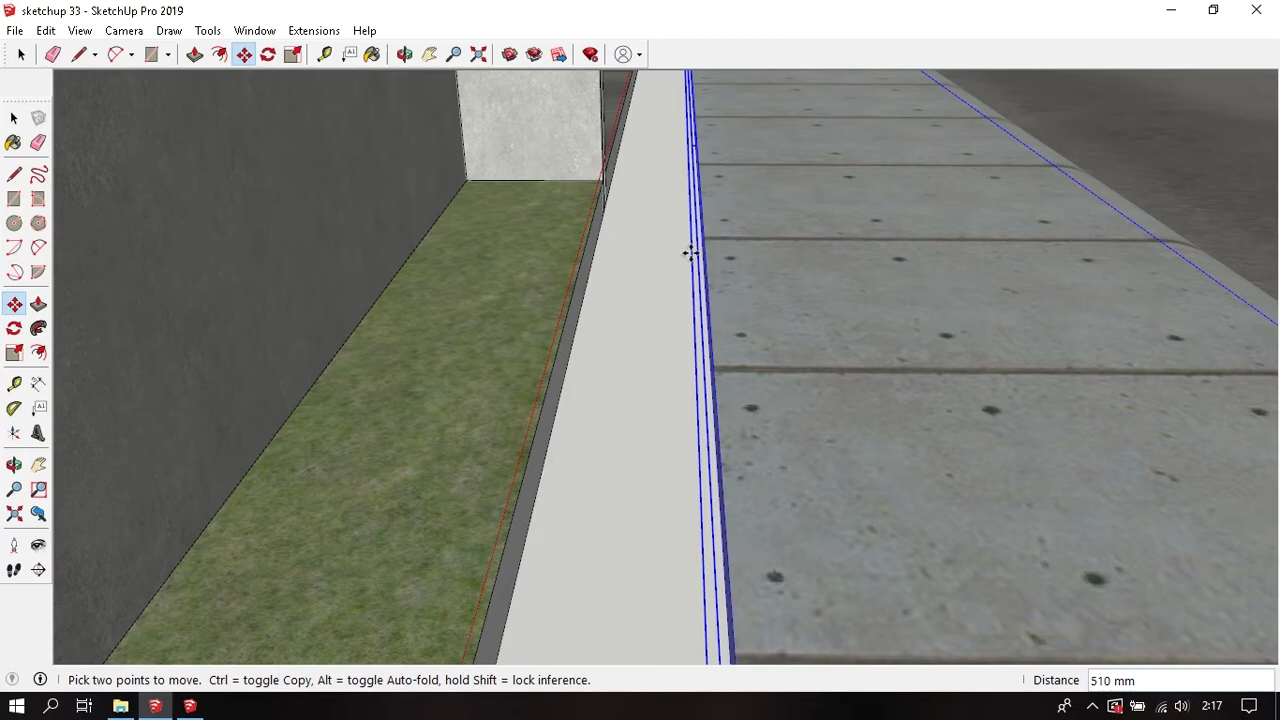 sketchup 33 - SketchUp Pro 2019
File Edit View Camera Draw Tools Window Extensions Help
Pick two points to move. Ctrl = toggle Copy, Alt = toggle Auto-fold, hold Shift = lock inference.
Distance 510 mm
2:17